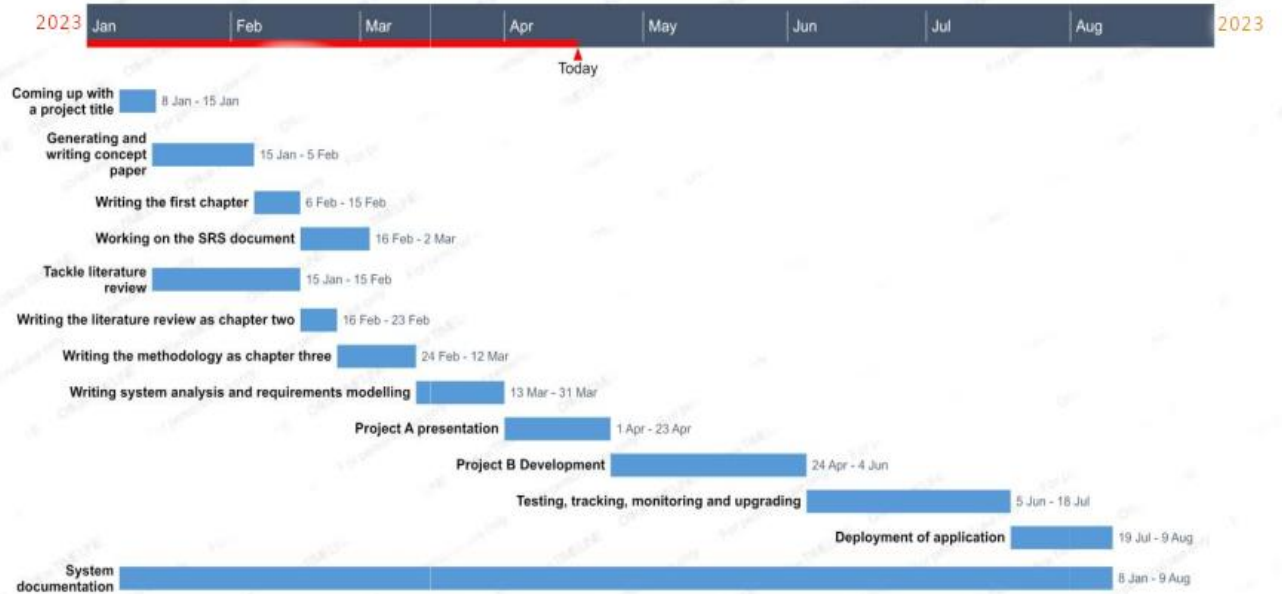 2023 Jan Feb Mar Apr May Jun Jul Aug 2023
Today
Coming up with
a project title
8 Jan - 15 Jan
Generating and
writing concept
paper
15 Jan - 5 Feb
Writing the first chapter
6 Feb - 15 Feb
Working on the SRS document
16 Feb - 2 Mar
Tackle literature
review
15 Jan - 15 Feb
Writing the literature review as chapter two
16 Feb - 23 Feb
Writing the methodology as chapter three
24 Feb - 12 Mar
Writing system analysis and requirements modelling
13 Mar - 31 Mar
Project A presentation
1 Apr - 23 Apr
Project B Development
24 Apr - 4 Jun
Testing, tracking, monitoring and upgrading
5 Jun - 18 Jul
Deployment of application
19 Jul - 9 Aug
System
documentation
8 Jan - 9 Aug